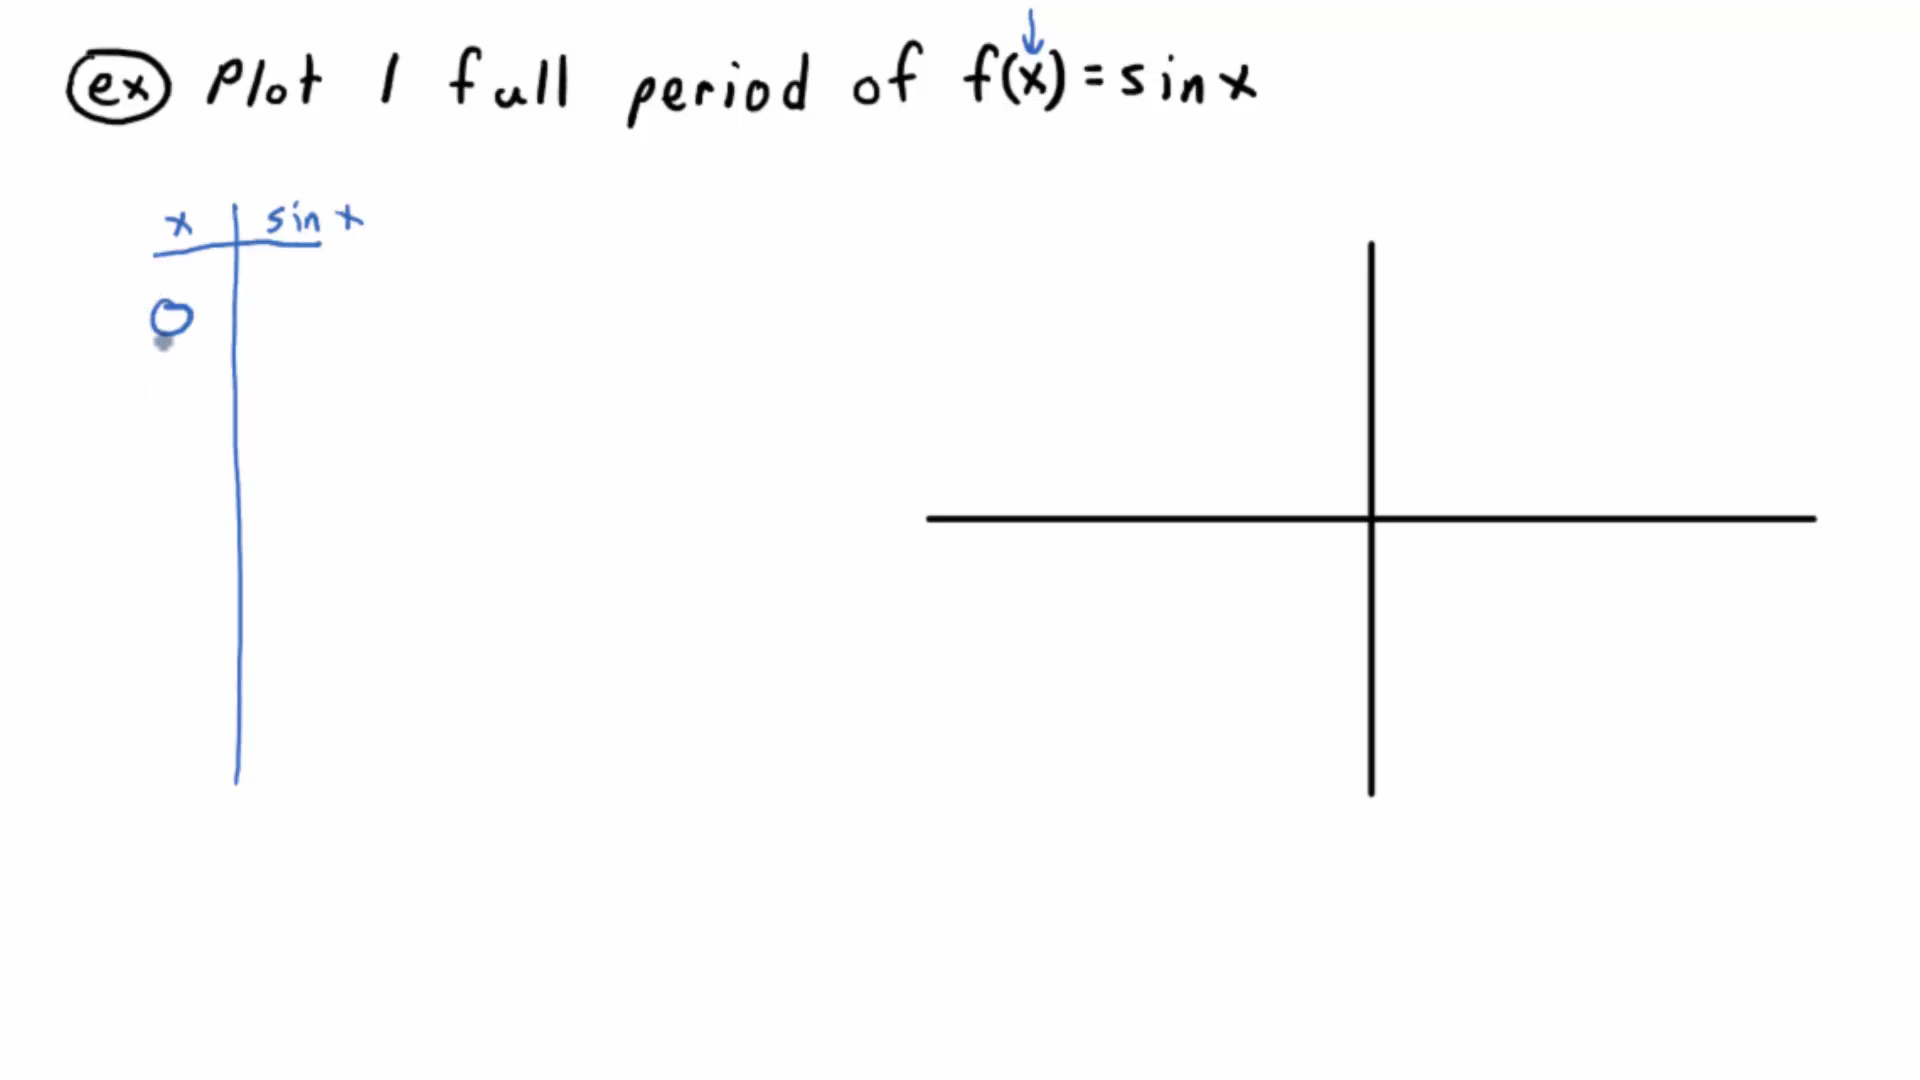 ex Plot 1 full period of f(x) = sin x
x sin x
0